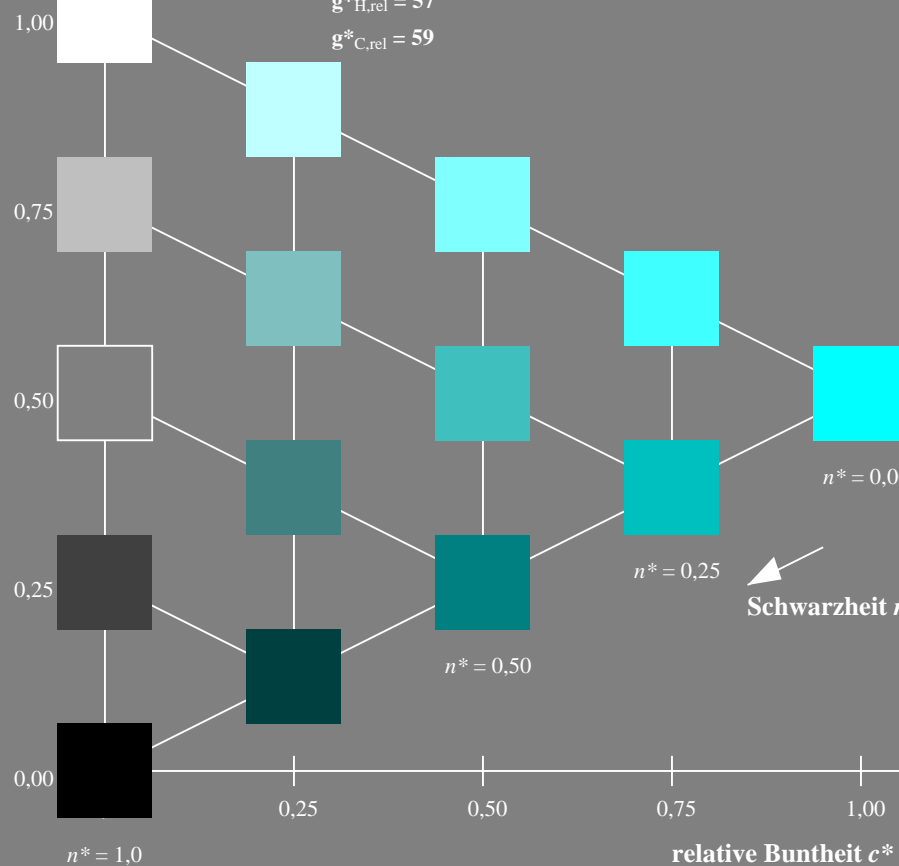 g*H,rel = 57
1,00
g*C,rel = 59
0,75
0,50
n* = 0,0
0,25
n* = 0,25
Schwarzheit n
n* = 0,50
0,00
0,25
0,50
0,75
1,00
n* = 1,0
relative Buntheit c*